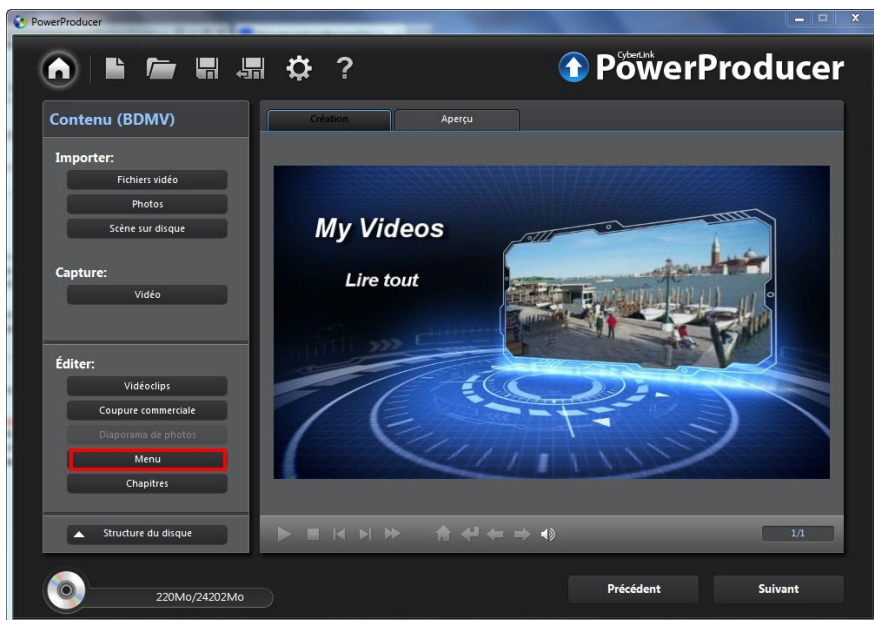 PowerProducer
?
CyberLink
PowerProducer
Contenu (BDMV)
Importer:
Fichiers vidéo
Photos
Scène sur disque
Capture:
Vidéo
Éditer:
Vidéoclips
Coupure commerciale
Diaporama de photos
Menu
Chapitres
Structure du disque
Création
Aperçu
My Videos
Lire tout
1/1
220Mo/24202Mo
Précédent
Suivant